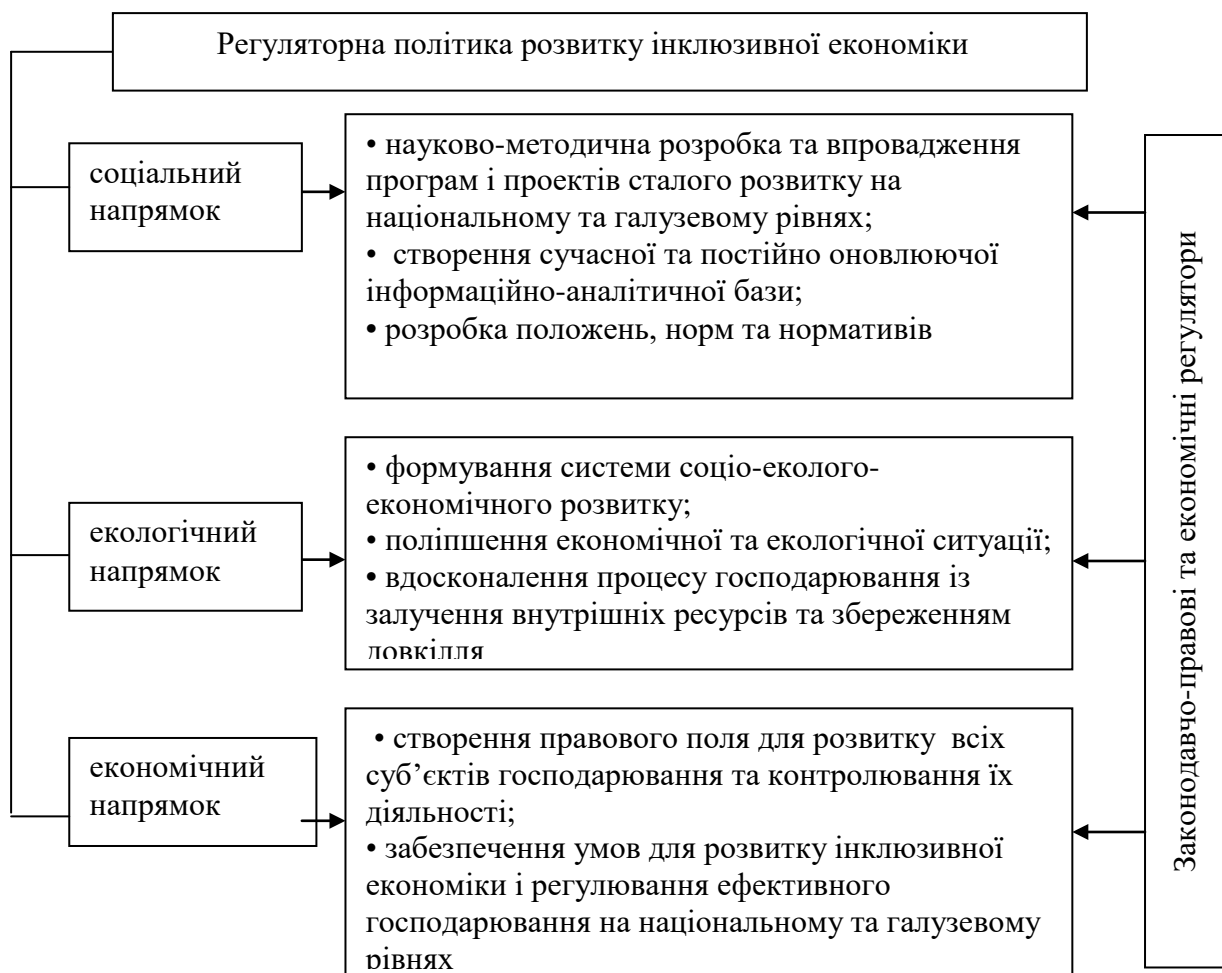 Регуляторна політика розвитку інклюзивної економіки
соціальний
напрямок
• науково-методична розробка та впровадження
програм і проектів сталого розвитку на
національному та галузевому рівнях;
• створення сучасної та постійно оновлюючої
інформаційно-аналітичної бази;
• розробка положень, норм та нормативів
екологічний
напрямок
• формування системи соціо-еколого-
економічного розвитку;
• поліпшення економічної та екологічної ситуації;
• вдосконалення процесу господарювання із
залучення внутрішніх ресурсів та збереженням
довкілля
економічний
напрямок
• створення правового поля для розвитку всіх
суб’єктів господарювання та контролювання їх
діяльності;
• забезпечення умов для розвитку інклюзивної
економіки і регулювання ефективного
господарювання на національному та галузевому
рівнях
Законодавчо-правові та економічні регулятори